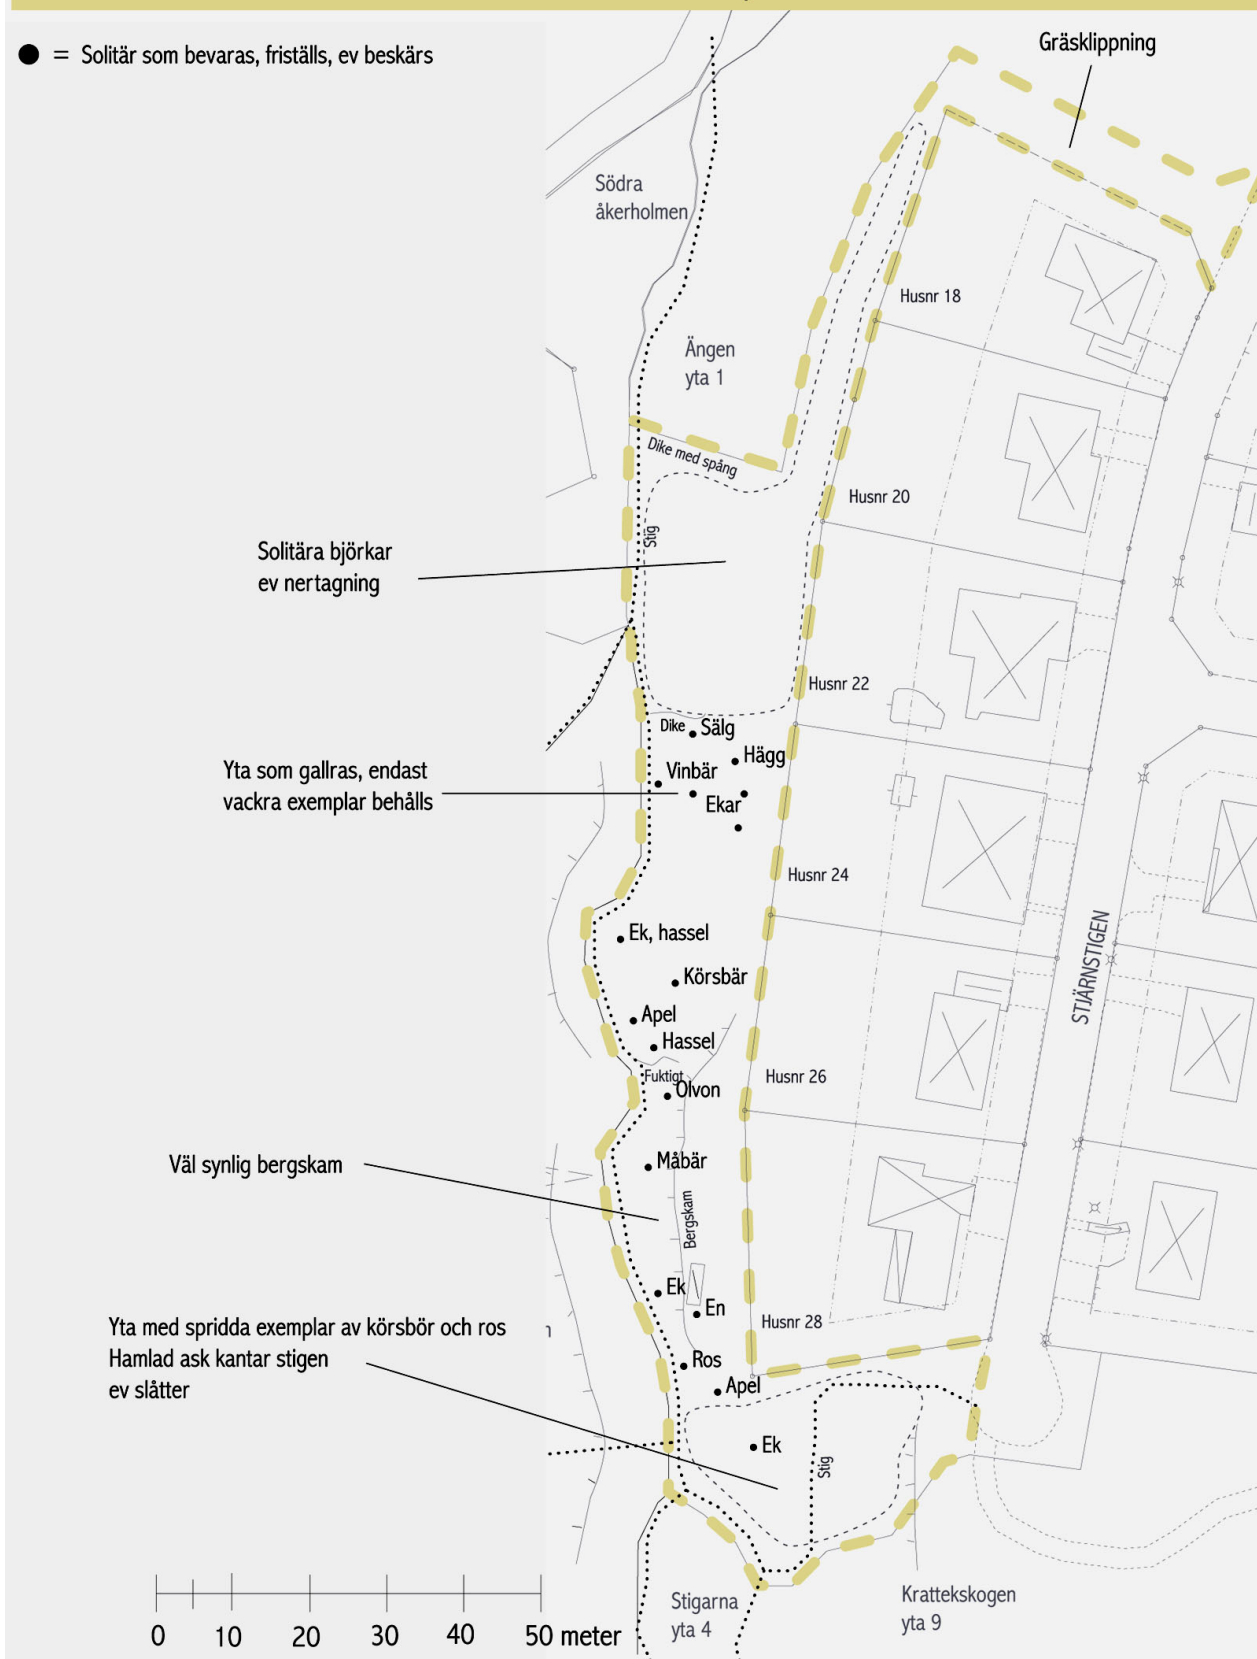 ● = Solitär som bevaras, friställs, ev beskärs
Gräsklippning
Södra
åkerholmen
Husnr 18
Ängen
yta 1
Dike med spång
Husnr 20
Stig
Solitära björkar
ev nertagning
Husnr 22
Dike
Sälg
Hägg
Vinbär
Yta som gallras, endast
vackra exemplar behålls
Ekar
Husnr 24
Ek, hassel
STJÄRNSTIGEN
Körsbär
Apel
Hassel
Fuktigt
Husnr 26
Olvon
Måbär
Väl synlig bergskam
Bergskam
Ek
En
Husnr 28
Yta med spridda exemplar av körsbör och ros
Hamlad ask kantar stigen
ev slåtter
Ros
Apel
Ek
Stig
Stigarna
yta 4
Krattekskogen
yta 9
0 10 20 30 40 50 meter